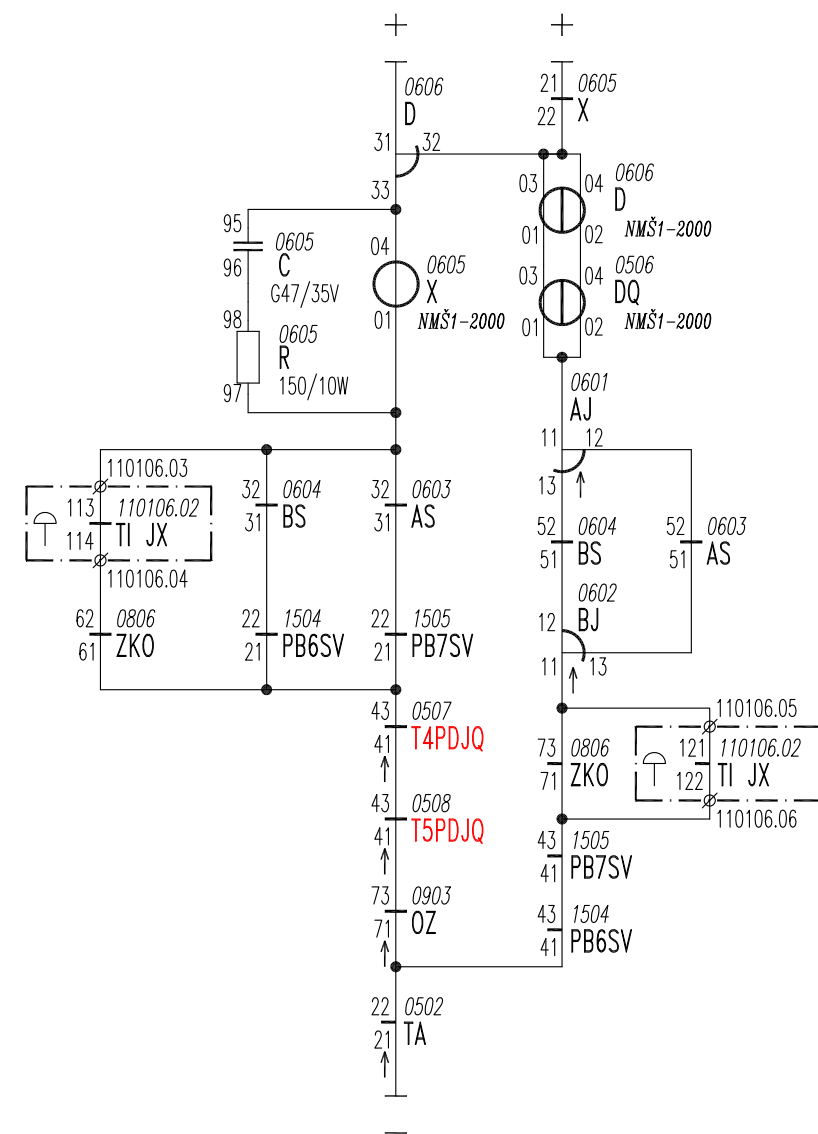 + +
0606
D
31 32
33
21 0605
22 X
95
0605
96 C
G47/35V
98 0605
R
97 150/10W
04
0605
X
01
NMŠ1-2000
03 04 0606
D
01 02 NMŠ1-2000
03 04 0506
DQ
01 02 NMŠ1-2000
0601
AJ
11 12
13
110106.03
113 110106.02
114 TI JX
110106.04
32 0604
31 BS
32 0603
31 AS
52 0604
51 BS
52 0603
51 AS
62 0806
61 ZKO
22 1504
21 PB6SV
22 1505
21 PB7SV
0602
12 BJ
11 13
43 0507
41 T4PDJQ
43 0508
41 T5PDJQ
73 0903
71 OZ
110106.05
73 0806
71 ZKO
121 110106.02
122 TI JX
110106.06
43 1505
41 PB7SV
43 1504
41 PB6SV
22 0502
21 TA
–